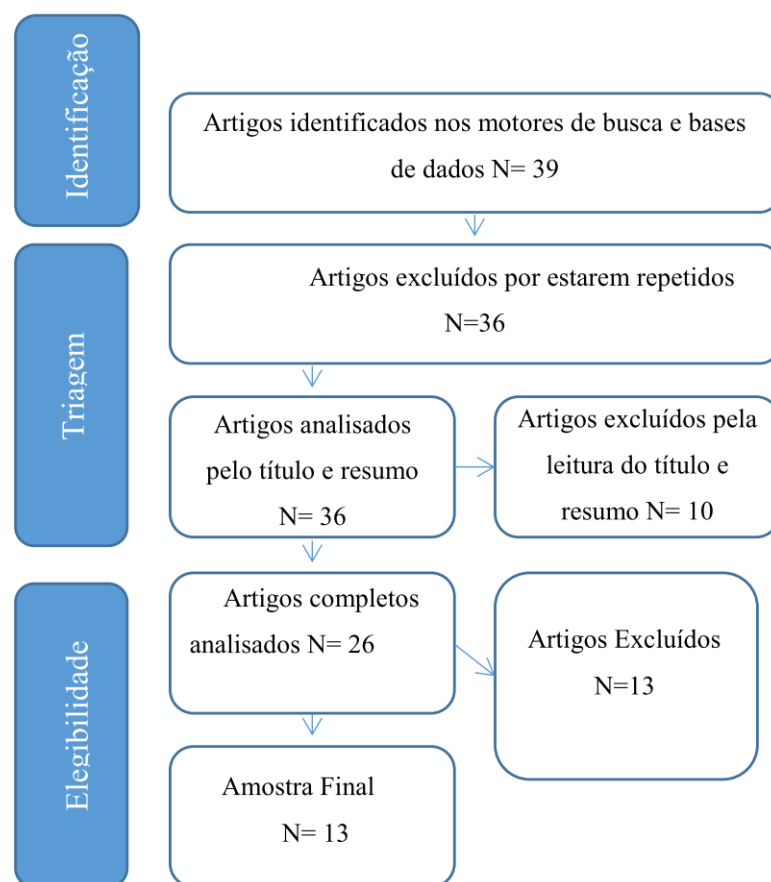 Identificação
Artigos identificados nos motores de busca e bases
de dados N= 39
Triagem
Artigos excluídos por estarem repetidos
N=36
Artigos analisados
pelo título e resumo
N= 36
Artigos excluídos pela
leitura do título e
resumo N= 10
Elegibilidade
Artigos completos
analisados N= 26
Artigos Excluídos
N=13
Amostra Final
N= 13